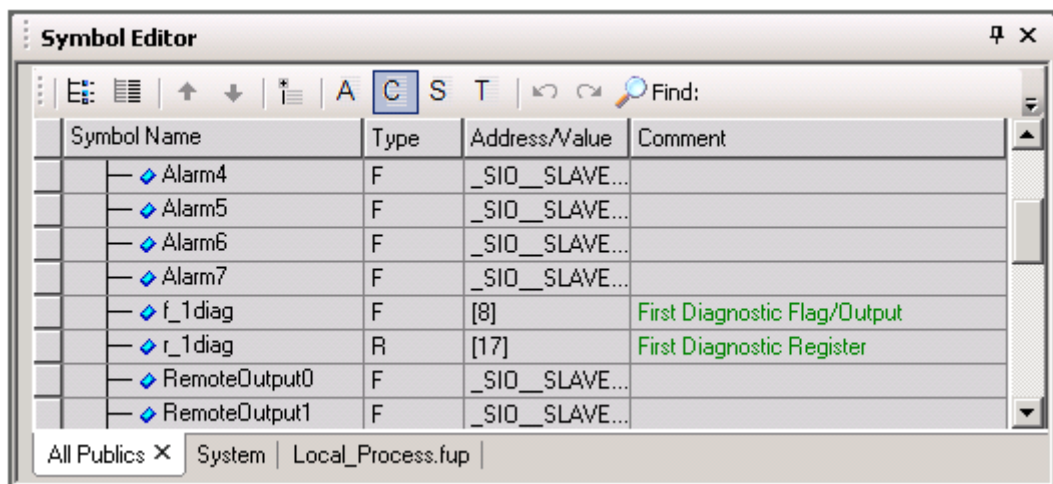 Symbol Editor
A C S T Find:
Symbol Name Type Address/Value Comment
Alarm4 F _SIO__SLAVE...
Alarm5 F _SIO__SLAVE...
Alarm6 F _SIO__SLAVE...
Alarm7 F _SIO__SLAVE...
f_1diag F [8] First Diagnostic Flag/Output
r_1diag R [17] First Diagnostic Register
RemoteOutput0 F _SIO__SLAVE...
RemoteOutput1 F _SIO__SLAVE...
All Publics System Local_Process.fup